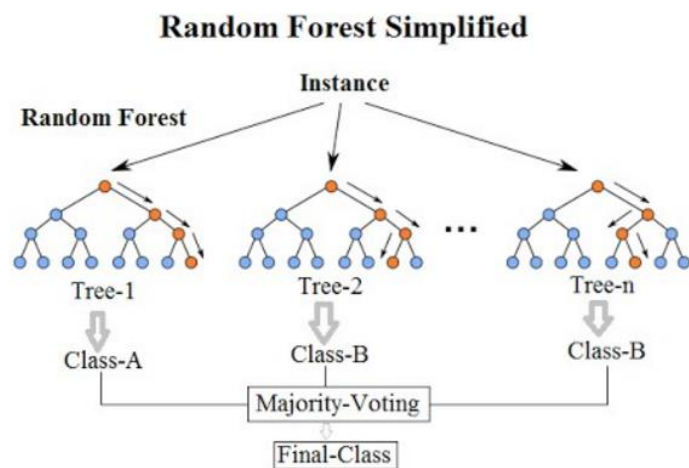 Random Forest Simplified
Instance
Random Forest
...
Tree-1
Tree-2
Tree-n
Class-A
Class-B
Class-B
Majority-Voting
Final-Class